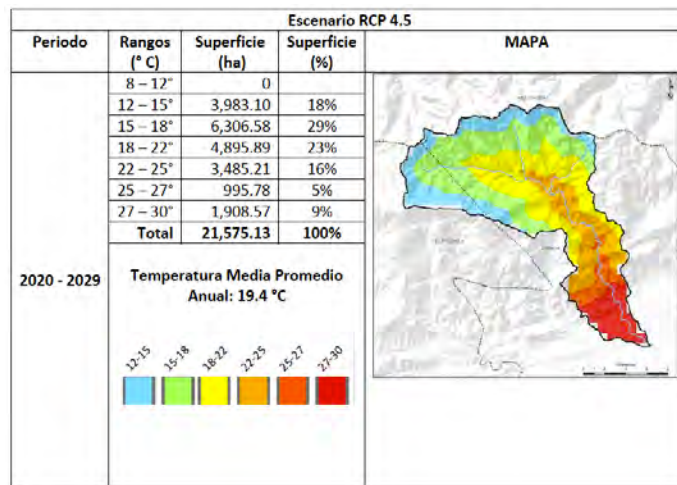 Escenario RCP 4.5
Periodo Rangos (° C) Superficie (ha) Superficie (%) MAPA
8 – 12° 0
12 – 15° 3,983.10 18%
15 – 18° 6,306.58 29%
18 – 22° 4,895.89 23%
22 – 25° 3,485.21 16%
25 – 27° 995.78 5%
27 – 30° 1,908.57 9%
Total 21,575.13 100%
2020 - 2029
Temperatura Media Promedio
Anual: 19.4 °C
12-15 15-18 18-22 22-25 25-27 27-30